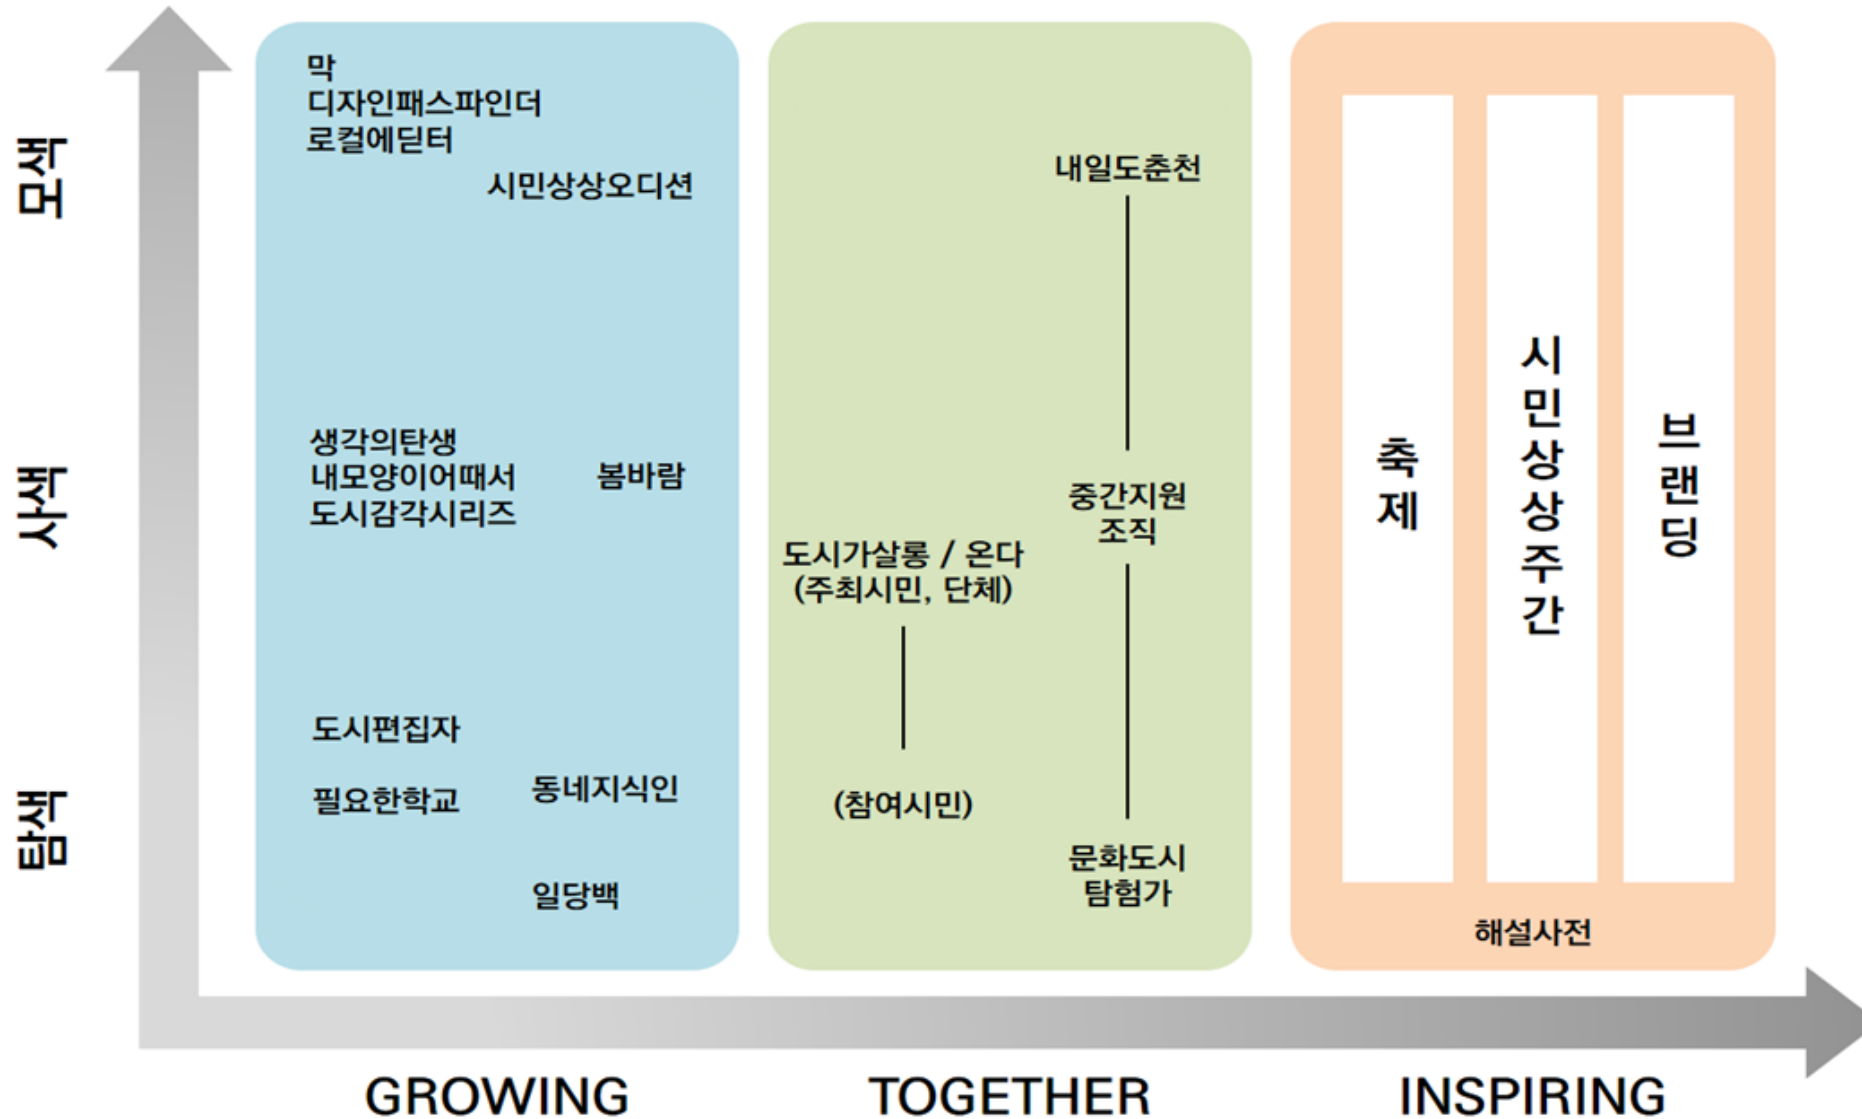 모색
사색
탐색
막
디자인패스파인더
로컬에딛터
시민상상오디션
생각의탄생
내모양이어때서
도시감각시리즈
봄바람
도시편집자
필요한학교
동네지식인
일당백
내일도춘천
중간지원
조직
도시가살롱 / 온다
(주최시민, 단체)
(참여시민)
문화도시
탐험가
축제
시민상상주간
브랜딩
해설사전
GROWING
TOGETHER
INSPIRING